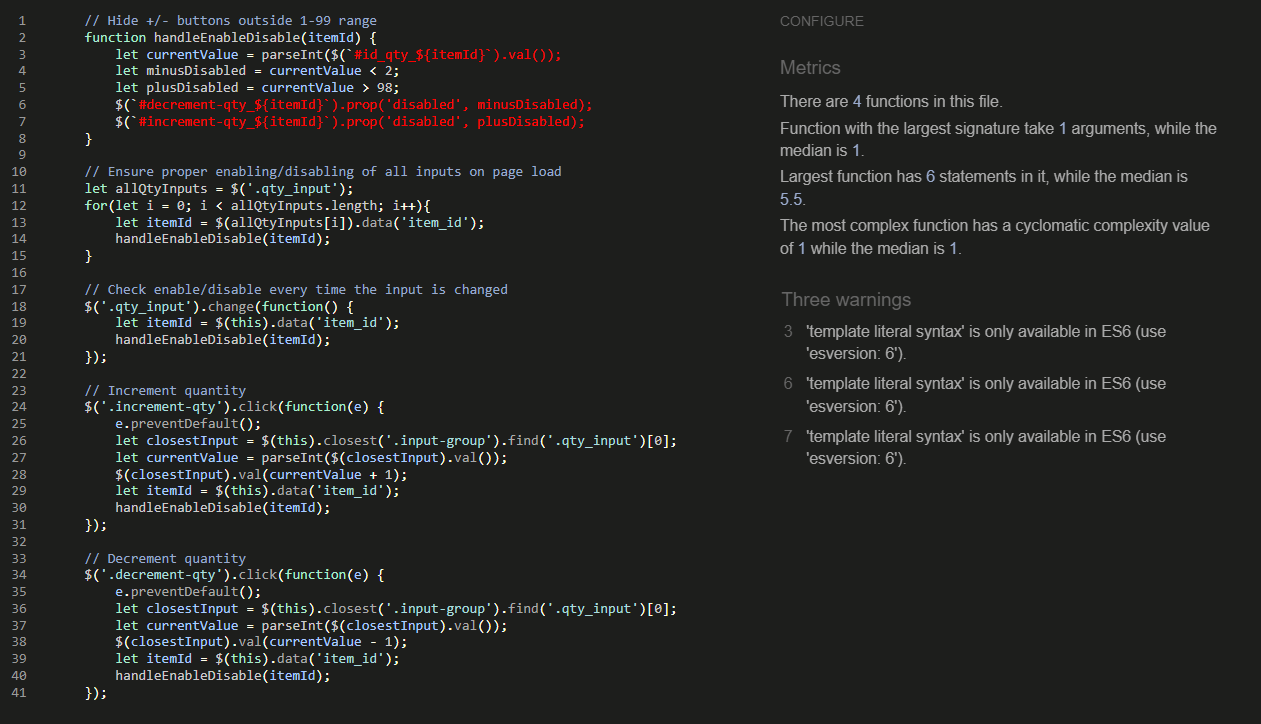 1 // Hide +/- buttons outside 1-99 range
2 function handleEnableDisable(itemId) {
3 let currentValue = parseInt($(`#id_qty_${itemId}`).val());
4 let minusDisabled = currentValue < 2;
5 let plusDisabled = currentValue > 98;
6 $(`#decrement-qty_${itemId}`).prop('disabled', minusDisabled);
7 $(`#increment-qty_${itemId}`).prop('disabled', plusDisabled);
8 }
9
10 // Ensure proper enabling/disabling of all inputs on page load
11 let allQtyInputs = $('.qty_input');
12 for(let i = 0; i < allQtyInputs.length; i++){
13 let itemId = $(allQtyInputs[i]).data('item_id');
14 handleEnableDisable(itemId);
15 }
16
17 // Check enable/disable every time the input is changed
18 $('.qty_input').change(function() {
19 let itemId = $(this).data('item_id');
20 handleEnableDisable(itemId);
21 });
22
23 // Increment quantity
24 $('.increment-qty').click(function(e) {
25 e.preventDefault();
26 let closestInput = $(this).closest('.input-group').find('.qty_input')[0];
27 let currentValue = parseInt($(closestInput).val());
28 $(closestInput).val(currentValue + 1);
29 let itemId = $(this).data('item_id');
30 handleEnableDisable(itemId);
31 });
32
33 // Decrement quantity
34 $('.decrement-qty').click(function(e) {
35 e.preventDefault();
36 let closestInput = $(this).closest('.input-group').find('.qty_input')[0];
37 let currentValue = parseInt($(closestInput).val());
38 $(closestInput).val(currentValue - 1);
39 let itemId = $(this).data('item_id');
40 handleEnableDisable(itemId);
41 });
CONFIGURE
Metrics
There are 4 functions in this file.
Function with the largest signature take 1 arguments, while the
median is 1.
Largest function has 6 statements in it, while the median is
5.5.
The most complex function has a cyclomatic complexity value
of 1 while the median is 1.
Three warnings
3 'template literal syntax' is only available in ES6 (use
'esversion: 6').
6 'template literal syntax' is only available in ES6 (use
'esversion: 6').
7 'template literal syntax' is only available in ES6 (use
'esversion: 6').